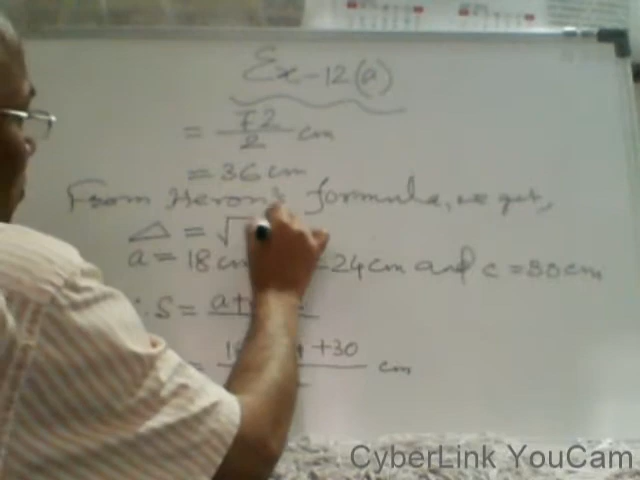 Ex-12(a)
= 72/2 cm
= 36 cm
From Heron's formula, we get,
△ = √
a = 18 cm 24 cm and c = 30 cm
S = a+
+30 cm
CyberLink YouCam